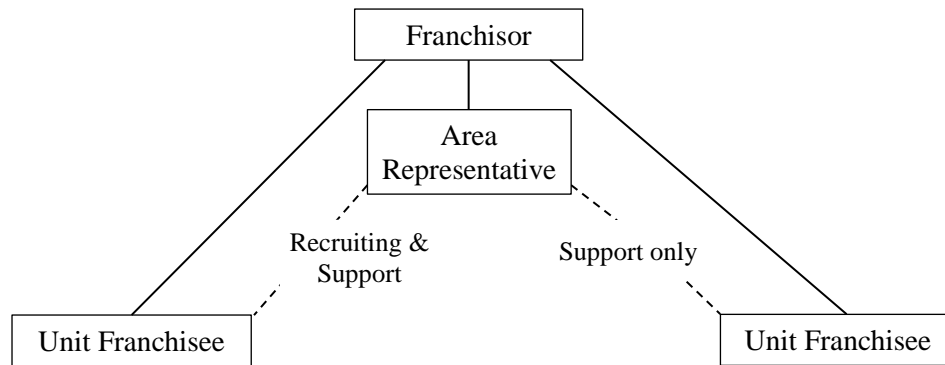 Franchisor
Area
Representative
Recruiting &
Support
Support only
Unit Franchisee
Unit Franchisee